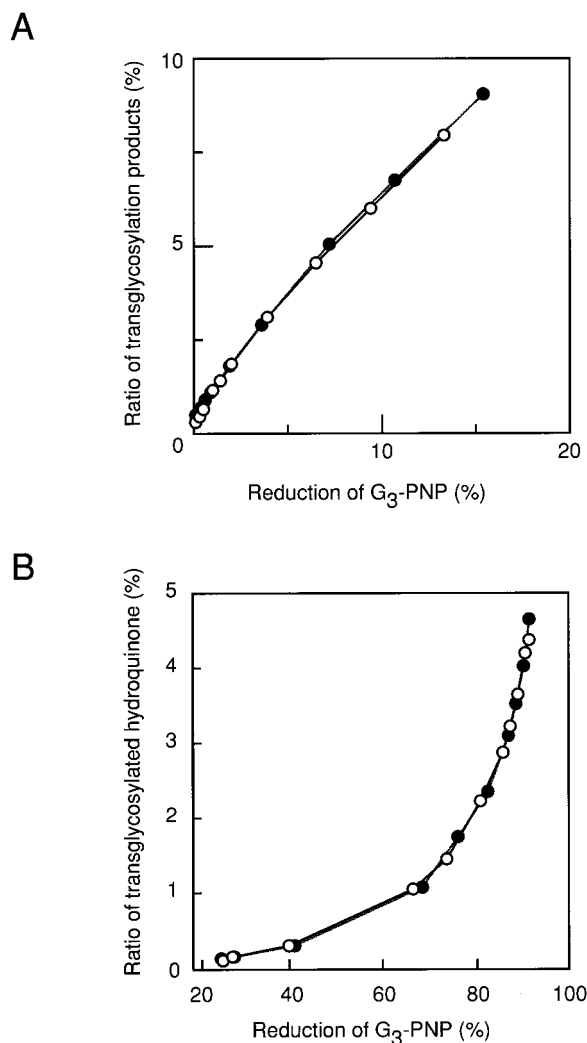 A
Ratio of transglycosylation products (%)
10
5
0
10
20
Reduction of G3-PNP (%)
B
Ratio of transglycosylated hydroquinone (%)
5
4
3
2
1
0
20
40
60
80
100
Reduction of G3-PNP (%)